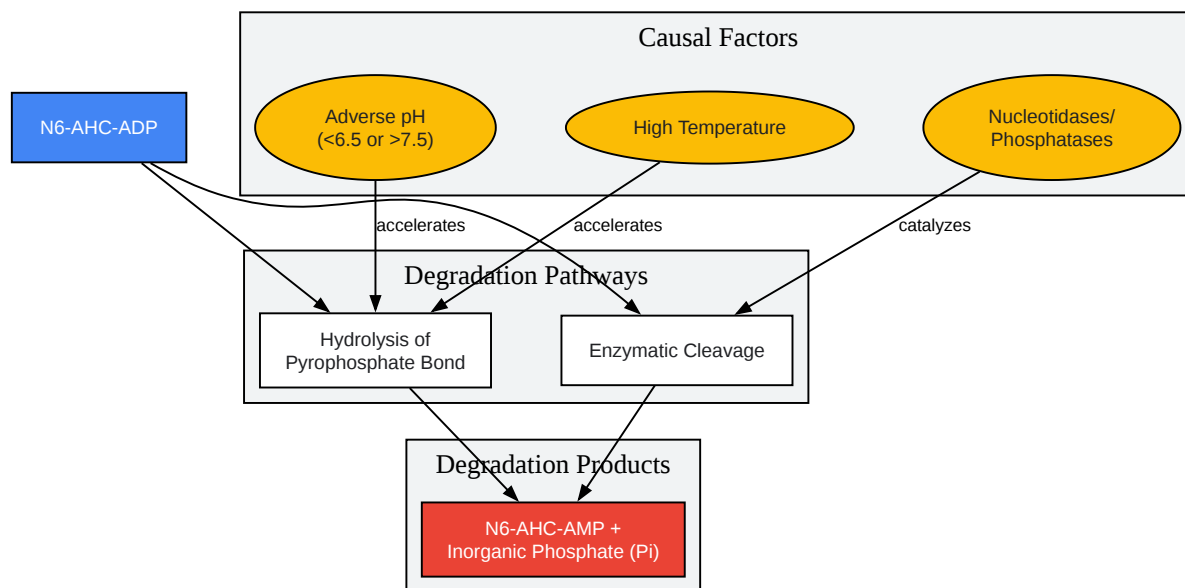 Causal Factors
N6-AHC-ADP
Adverse pH
(<6.5 or >7.5)
High Temperature
Nucleotidases/
Phosphatases
accelerates
accelerates
catalyzes
Degradation Pathways
Hydrolysis of
Pyrophosphate Bond
Enzymatic Cleavage
Degradation Products
N6-AHC-AMP +
Inorganic Phosphate (Pi)